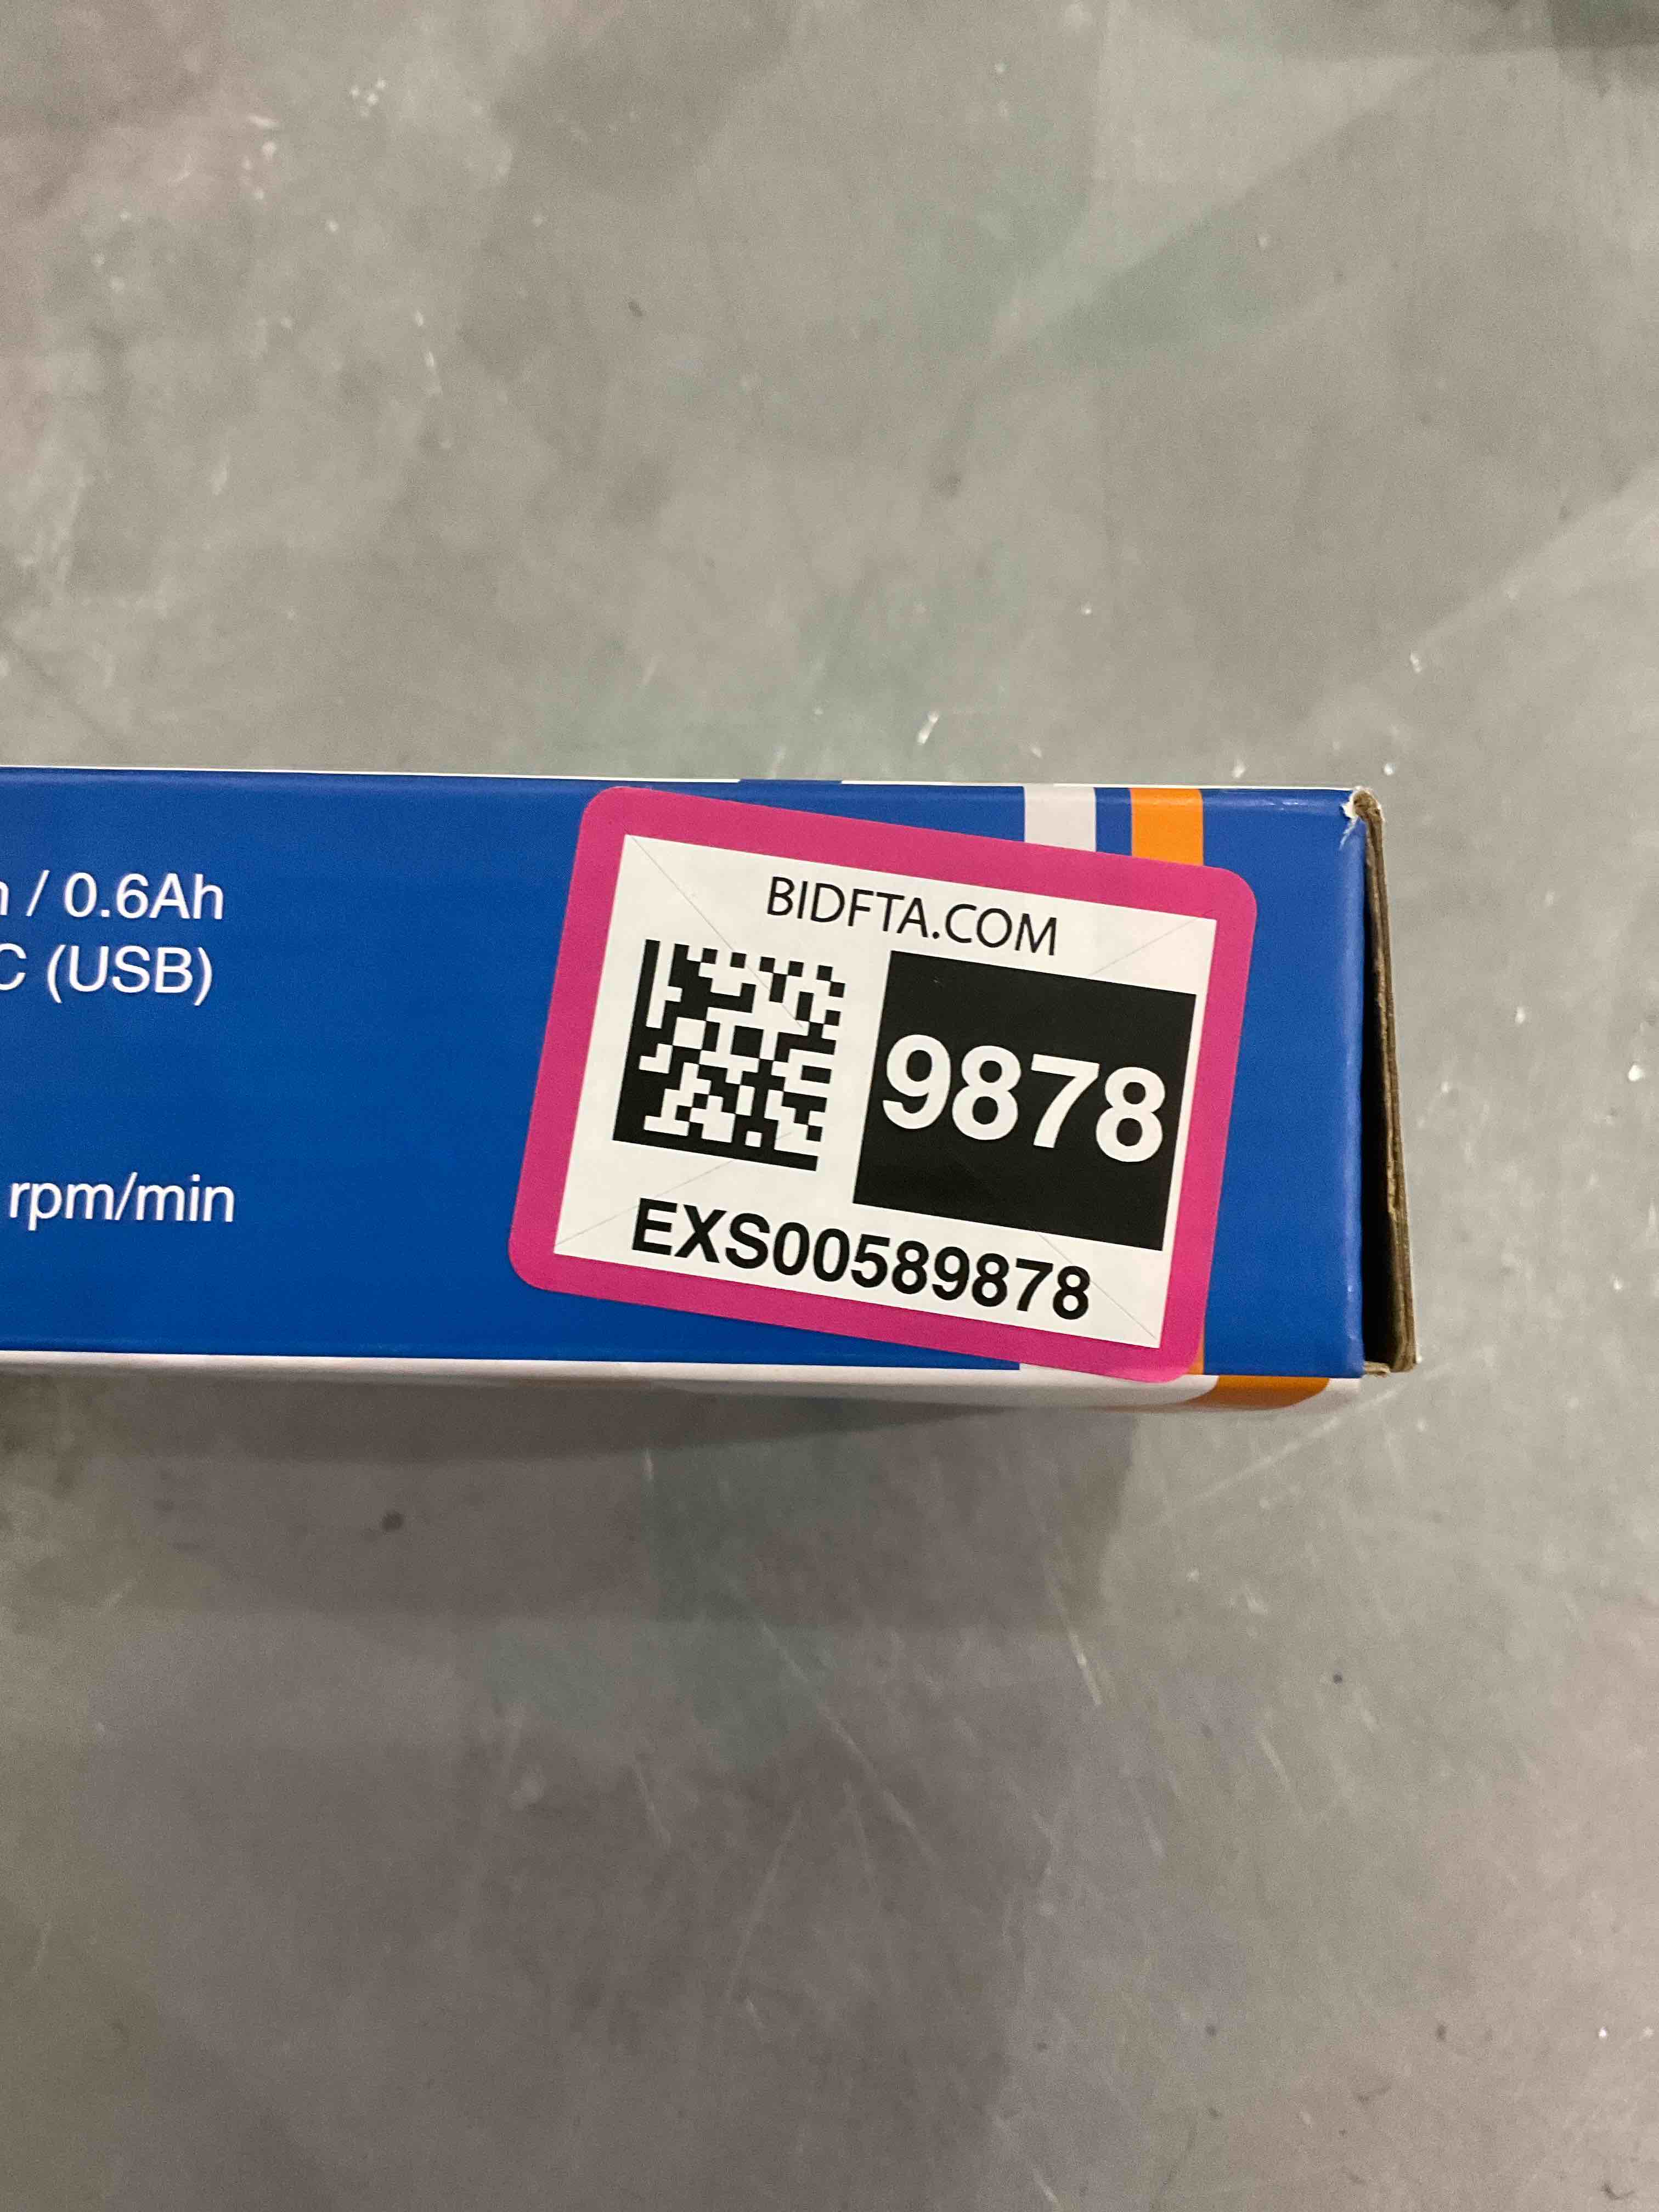 / 0.6Ah
(USB)
rpm/min
BIDFTA.COM
9878
EXS00589878